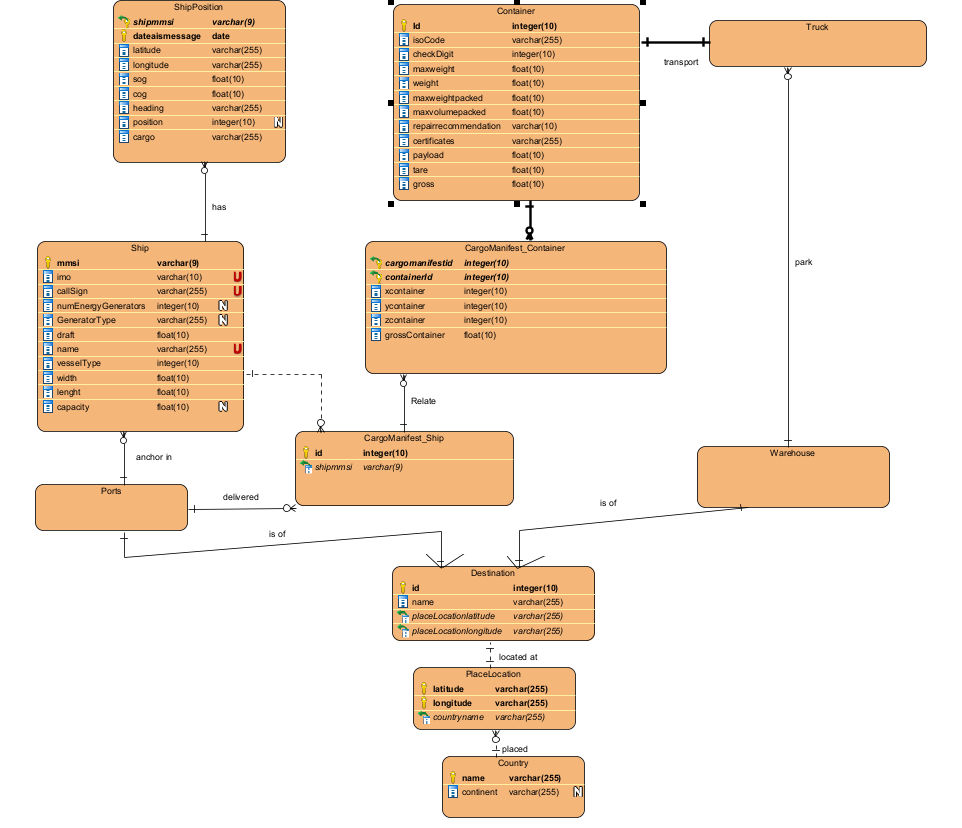 ShipPosition
shipmmsi varchar(9)
dateaismessage date
latitude varchar(255)
longitude varchar(255)
sog float(10)
cog float(10)
heading varchar(255)
position integer(10) N
cargo varchar(255)
has
Container
Id integer(10)
isoCode varchar(255)
checkDigit integer(10)
maxweight float(10)
weight float(10)
maxweightpacked float(10)
maxvolumepacked float(10)
repairrecommendation varchar(10)
certificates varchar(255)
payload float(10)
tare float(10)
gross float(10)
transport
Truck
park
Ship
mmsi varchar(9)
imo varchar(10) U
callSign varchar(255) U
numEnergyGenerators integer(10) N
GeneratorType varchar(255) N
draft float(10)
name varchar(255) U
vesselType integer(10)
width float(10)
lenght float(10)
capacity float(10) N
CargoManifest_Container
cargomanifestid integer(10)
containerId integer(10)
xcontainer integer(10)
ycontainer integer(10)
zcontainer integer(10)
grossContainer float(10)
Relate
anchor in
CargoManifest_Ship
id integer(10)
shipmmsi varchar(9)
Warehouse
Ports
delivered
is of
is of
Destination
id integer(10)
name varchar(255)
placeLocationlatitude varchar(255)
placeLocationlongitude varchar(255)
located at
PlaceLocation
latitude varchar(255)
longitude varchar(255)
countryname varchar(255)
placed
Country
name varchar(255)
continent varchar(255) N